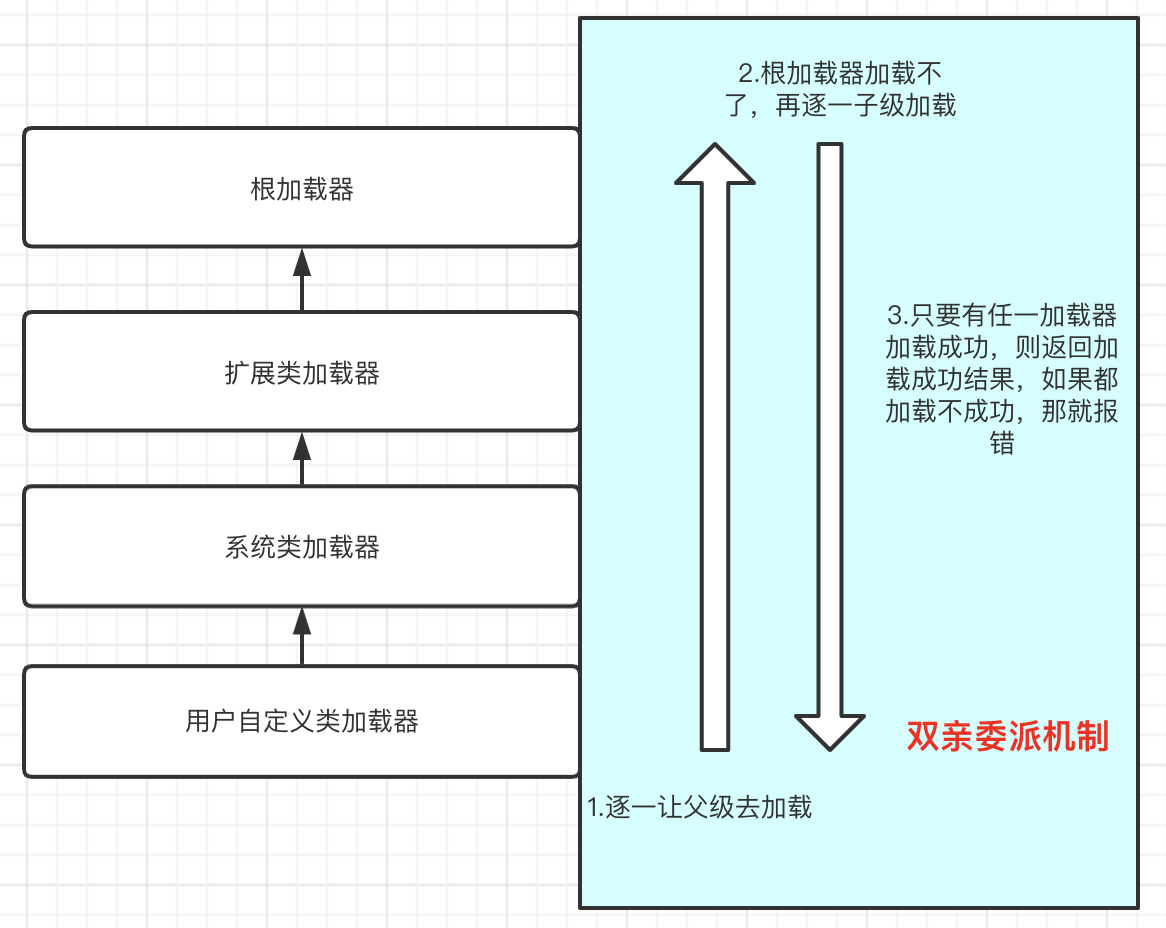 2.根加载器加载不
了，再逐一子级加载
根加载器
3.只要有任一加载器
加载成功，则返回加
载成功结果，如果都
加载不成功，那就报
错
扩展类加载器
系统类加载器
用户自定义类加载器
双亲委派机制
1.逐一让父级去加载